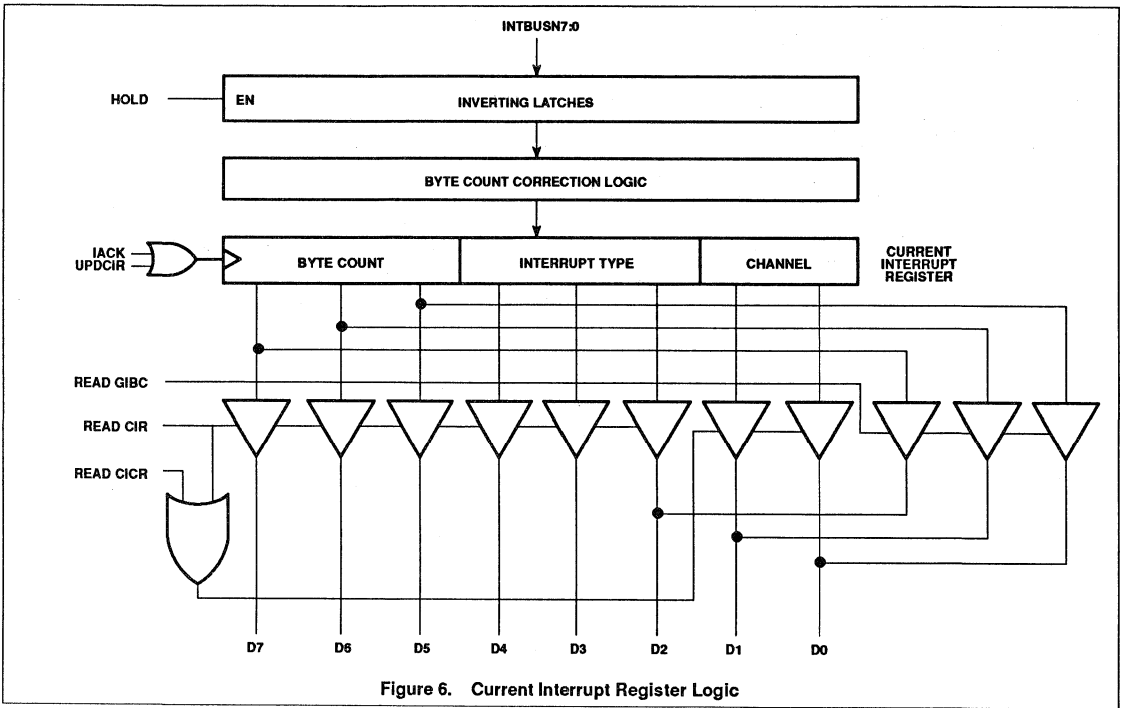 INTBUSN7:0
HOLD
EN
INVERTING LATCHES
BYTE COUNT CORRECTION LOGIC
IACK
UPDCIR
BYTE COUNT
INTERRUPT TYPE
CHANNEL
CURRENT
INTERRUPT
REGISTER
READ GIBC
READ CIR
READ CICR
D7 D6 D5 D4 D3 D2 D1 D0
Figure 6. Current Interrupt Register Logic